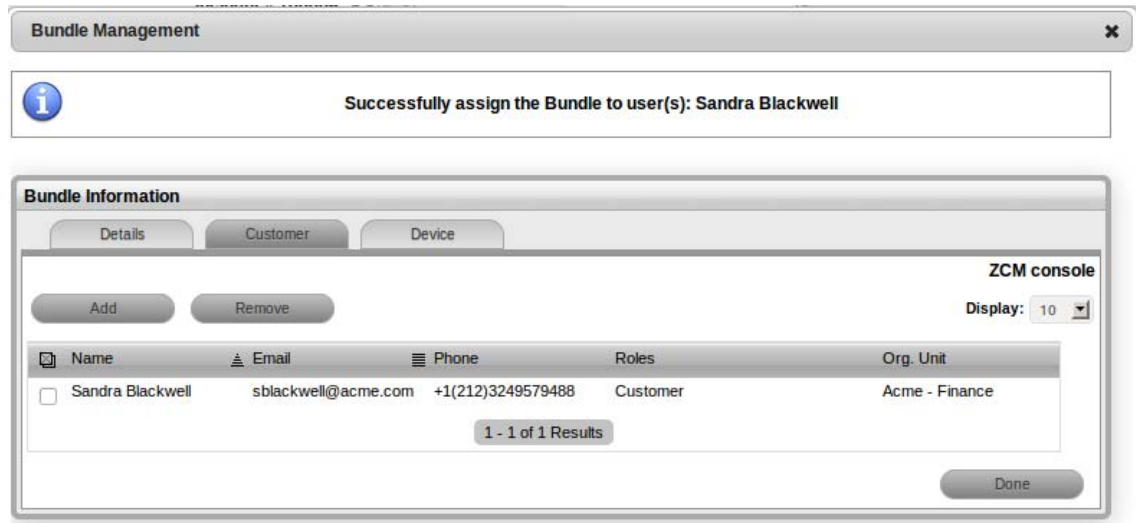 Bundle Management
Successfully assign the Bundle to user(s): Sandra Blackwell
Bundle Information
Details Customer Device
ZCM console
Add Remove Display: 10
Name Email Phone Roles Org. Unit
Sandra Blackwell sblackwell@acme.com +1(212)3249579488 Customer Acme - Finance
1 - 1 of 1 Results
Done